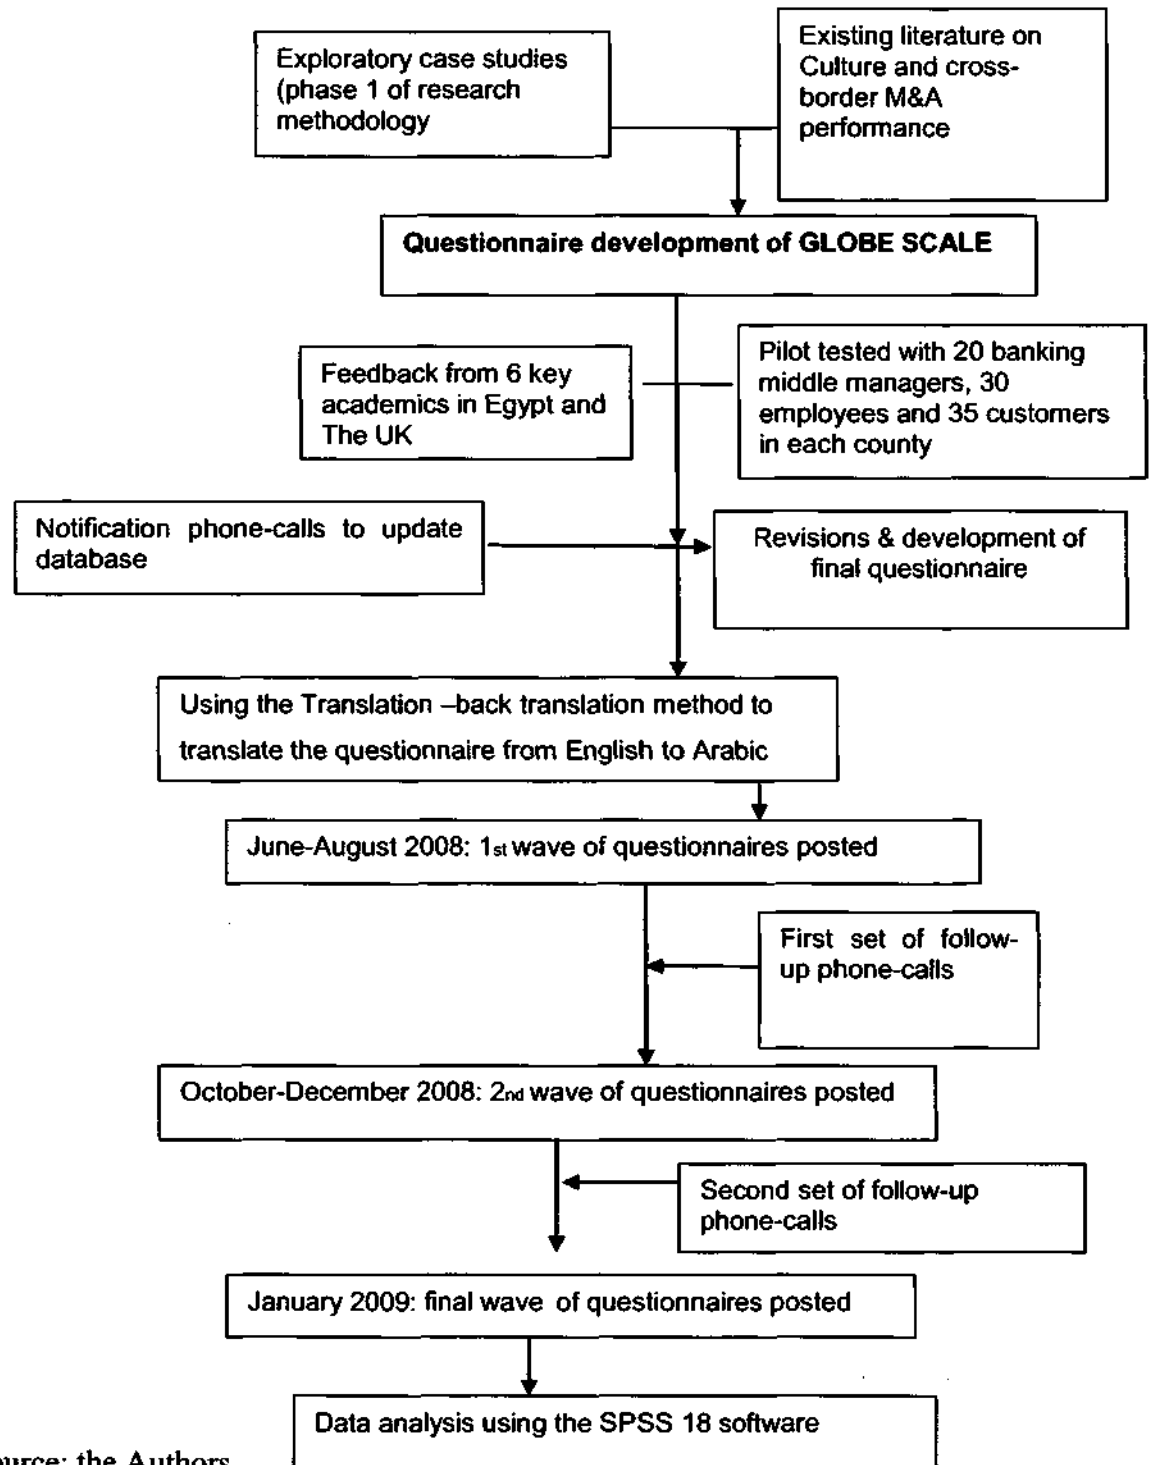 Exploratory case studies
(phase 1 of research
methodology
Existing literature on
Culture and cross-
border M&A
performance
Questionnaire development of GLOBE SCALE
Feedback from 6 key
academics in Egypt and
The UK
Pilot tested with 20 banking
middle managers, 30
employees and 35 customers
in each county
Notification phone-calls to update
database
Revisions & development of
final questionnaire
Using the Translation –back translation method to
translate the questionnaire from English to Arabic
June-August 2008: 1st wave of questionnaires posted
First set of follow-
up phone-calls
October-December 2008: 2nd wave of questionnaires posted
Second set of follow-up
phone-calls
January 2009: final wave of questionnaires posted
Data analysis using the SPSS 18 software
ource: the Authors